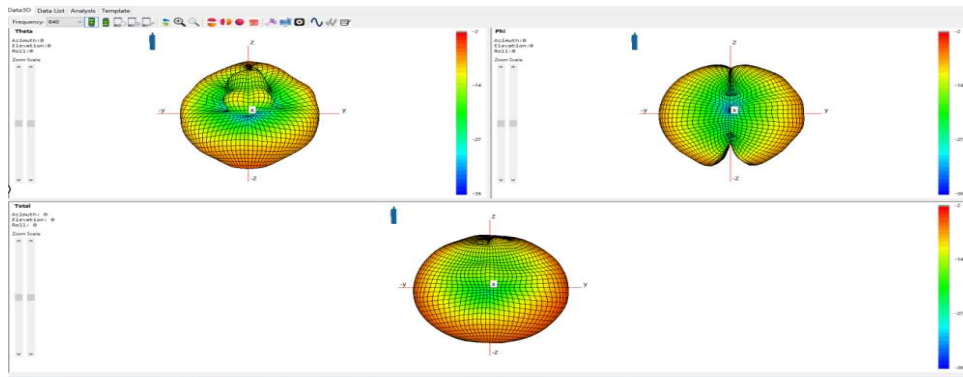 Data3D Data List Analysis Template
Frequency: 840
Theta
Azimuth:0
Elevation:0
Roll:0
Zoom Scale
Z
-y
x
Y
-Z
-2
-14
-27
Phi
Azimuth:0
Elevation:0
Roll:0
Zoom Scale
Z
-y
x
Y
-Z
-2
-14
-27
Total
Azimuth: 0
Elevation: 0
Roll: 0
Zoom Scale
Z
-y
x
Y
-Z
-2
-14
-27